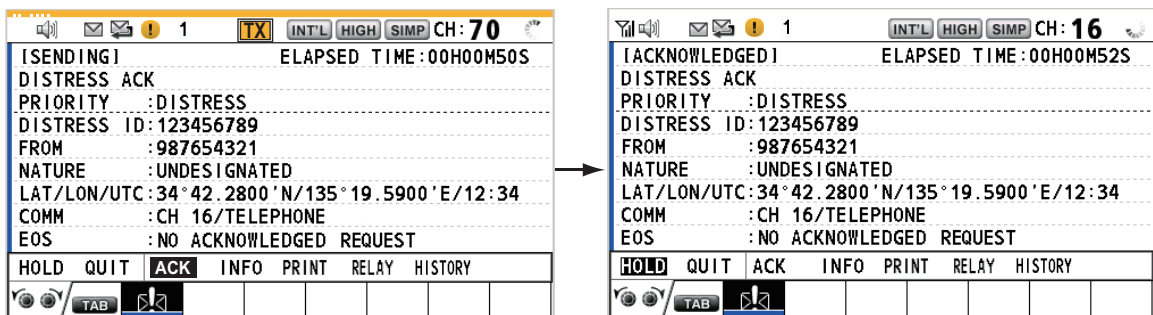 1 TX INT'L HIGH SIMP CH:70
[SENDING] ELAPSED TIME:00H00M50S
DISTRESS ACK
PRIORITY :DISTRESS
DISTRESS ID:123456789
FROM :987654321
NATURE :UNDESIGNATED
LAT/LON/UTC:34°42.2800'N/135°19.5900'E/12:34
COMM :CH 16/TELEPHONE
EOS :NO ACKNOWLEDGED REQUEST
HOLD QUIT ACK INFO PRINT RELAY HISTORY
TAB
1 INT'L HIGH SIMP CH:16
[ACKNOWLEDGED] ELAPSED TIME:00H00M52S
DISTRESS ACK
PRIORITY :DISTRESS
DISTRESS ID:123456789
FROM :987654321
NATURE :UNDESIGNATED
LAT/LON/UTC:34°42.2800'N/135°19.5900'E/12:34
COMM :CH 16/TELEPHONE
EOS :NO ACKNOWLEDGED REQUEST
HOLD QUIT ACK INFO PRINT RELAY HISTORY
TAB